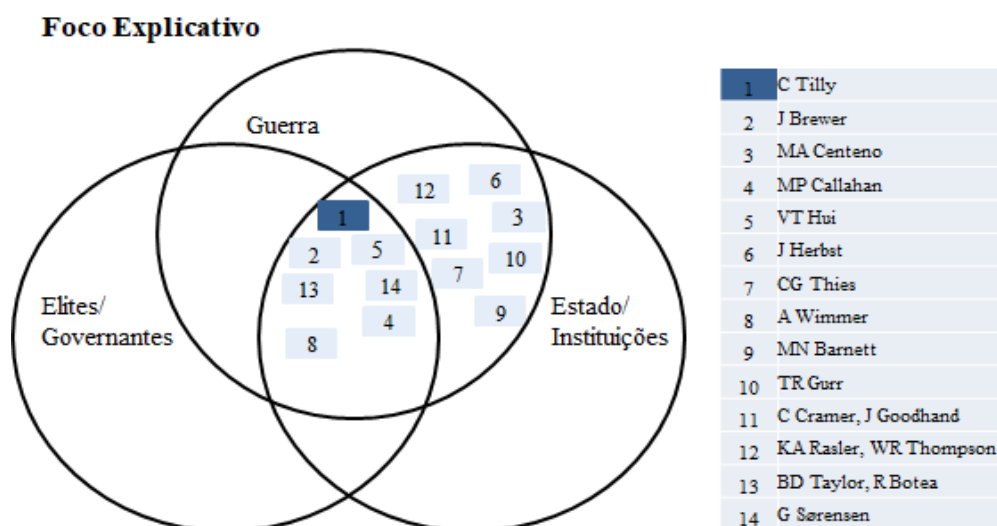 Foco Explicativo
Guerra
12
6
1
3
11
2
5
10
7
13
14
Elites/
Governantes
9
Estado/
Instituições
4
8
1 C Tilly
2 J Brewer
3 MA Centeno
4 MP Callahan
5 VT Hui
6 J Herbst
7 CG Thies
8 A Wimmer
9 MN Barnett
10 TR Gurr
11 C Cramer, J Goodhand
12 KA Rasler, WR Thompson
13 BD Taylor, R Botea
14 G Sørensen